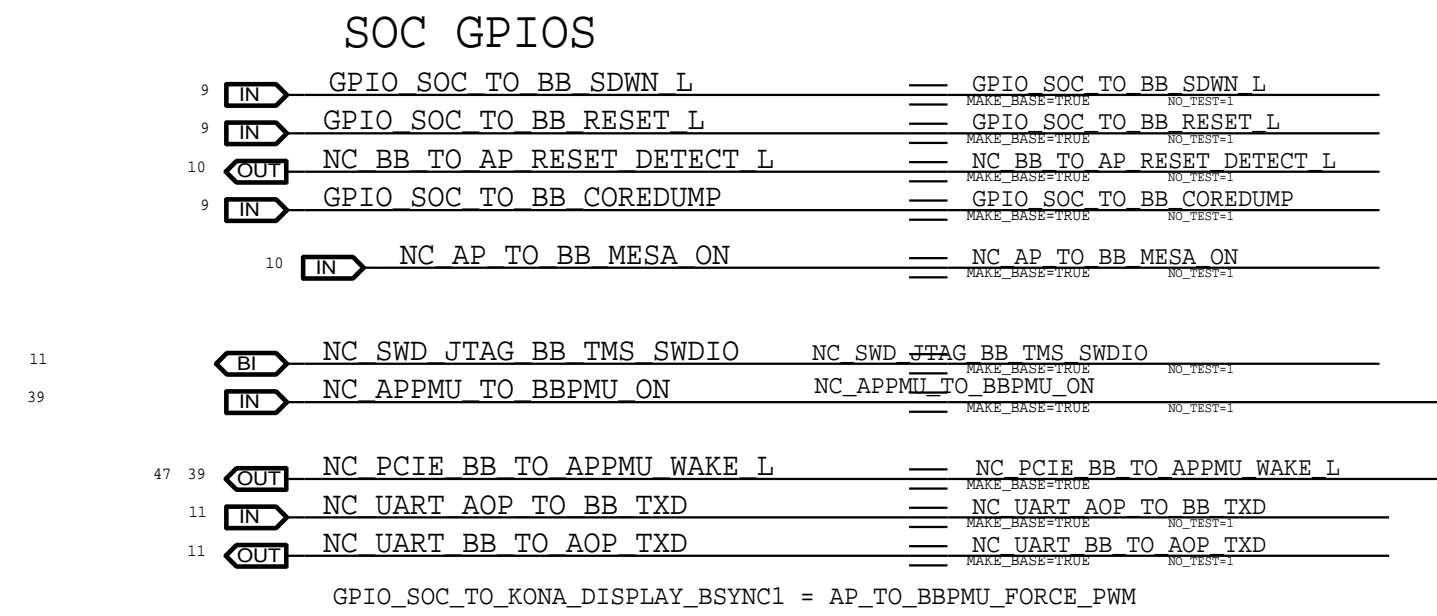 SOC GPIOS
9 IN GPIO_SOC_TO_BB_SDWN_L GPIO_SOC_TO_BB_SDWN_L
MAKE_BASE=TRUE NO_TEST=1
9 IN GPIO_SOC_TO_BB_RESET_L GPIO_SOC_TO_BB_RESET_L
MAKE_BASE=TRUE NO_TEST=1
10 OUT NC_BB_TO_AP_RESET_DETECT_L NC_BB_TO_AP_RESET_DETECT_L
MAKE_BASE=TRUE NO_TEST=1
9 IN GPIO_SOC_TO_BB_COREDUMP GPIO_SOC_TO_BB_COREDUMP
MAKE_BASE=TRUE NO_TEST=1
10 IN NC_AP_TO_BB_MESA_ON NC_AP_TO_BB_MESA_ON
MAKE_BASE=TRUE NO_TEST=1
11 BI NC_SWD_JTAG_BB_TMS_SWDIO NC_SWD_JTAG_BB_TMS_SWDIO
MAKE_BASE=TRUE NO_TEST=1
39 IN NC_APPMU_TO_BBPMU_ON NC_APPMU_TO_BBPMU_ON
MAKE_BASE=TRUE NO_TEST=1
47 39 OUT NC_PCIE_BB_TO_APPMU_WAKE_L NC_PCIE_BB_TO_APPMU_WAKE_L
MAKE_BASE=TRUE
11 IN NC_UART_AOP_TO_BB_TXD NC_UART_AOP_TO_BB_TXD
MAKE_BASE=TRUE NO_TEST=1
11 OUT NC_UART_BB_TO_AOP_TXD NC_UART_BB_TO_AOP_TXD
MAKE_BASE=TRUE NO_TEST=1
GPIO_SOC_TO_KONA_DISPLAY_BSYNC1 = AP_TO_BBPMU_FORCE_PWM